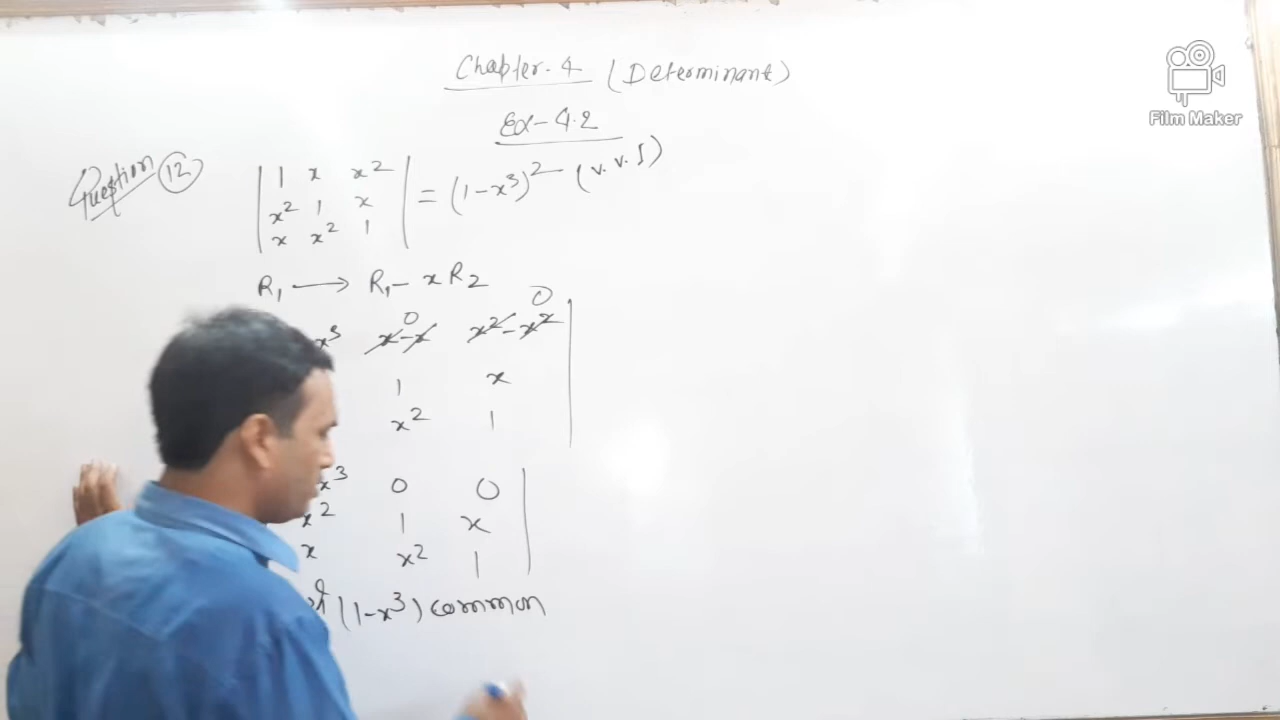 Chapter-4 (Determinant)
Ex-4.2
Question 12
| 1 x x² |
| x² 1 x | = (1-x³)² (v.v.I)
| x x² 1 |
R₁ → R₁ - xR₂
x³ x-x 0 x²-x² 0 |
1 x |
x² 1 |
x³ 0 0 |
x² 1 x |
x x² 1 |
(1-x³) common
Film Maker